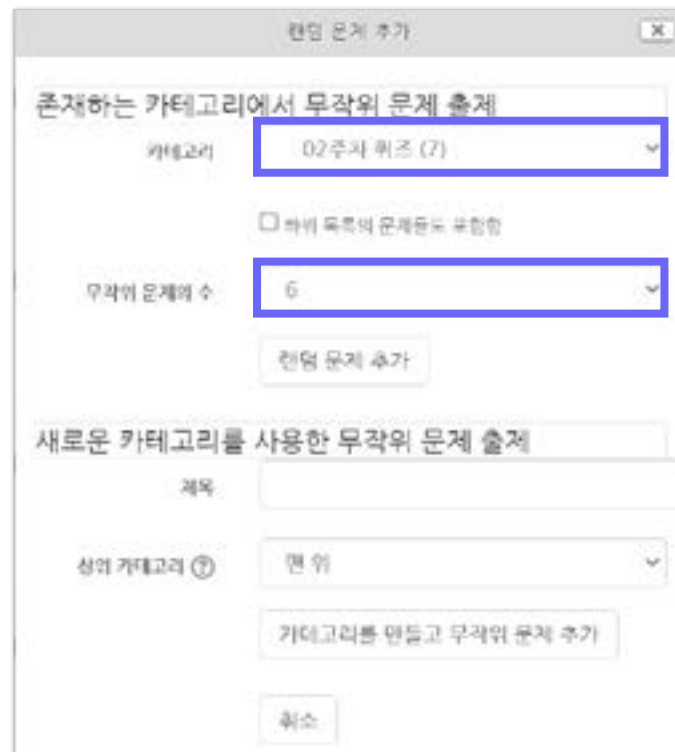 랜덤 문제 추가
존재하는 카테고리에서 무작위 문제 출제
카테고리
02주차 퀴즈 (7)
하위 목록의 문제들도 포함함
무작위 문제의 수
6
랜덤 문제 추가
새로운 카테고리를 사용한 무작위 문제 출제
제목
상위 카테고리
맨 위
카테고리를 만들고 무작위 문제 추가
취소